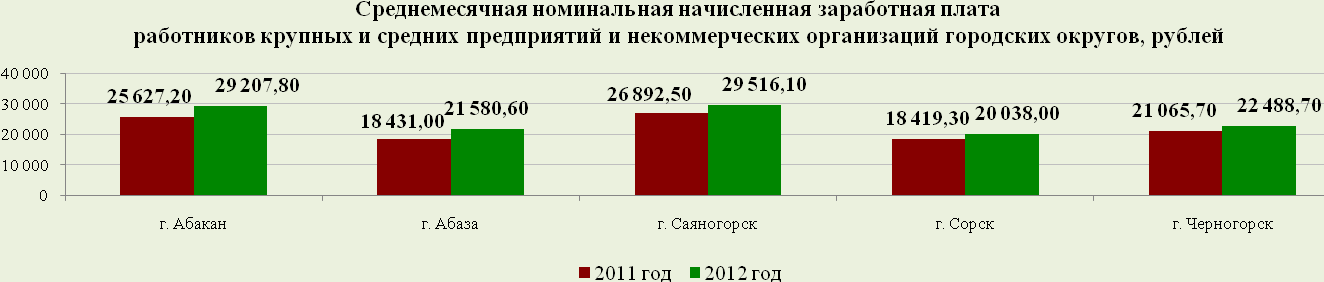 Среднемесячная номинальная начисленная заработная плата
работников крупных и средних предприятий и некоммерческих организаций городских округов, рублей
40 000
30 000
20 000
10 000
0
25 627,20
29 207,80
18 431,00
21 580,60
26 892,50
29 516,10
18 419,30
20 038,00
21 065,70
22 488,70
г. Абакан
г. Абаза
г. Саяногорск
г. Сорск
г. Черногорск
2011 год
2012 год